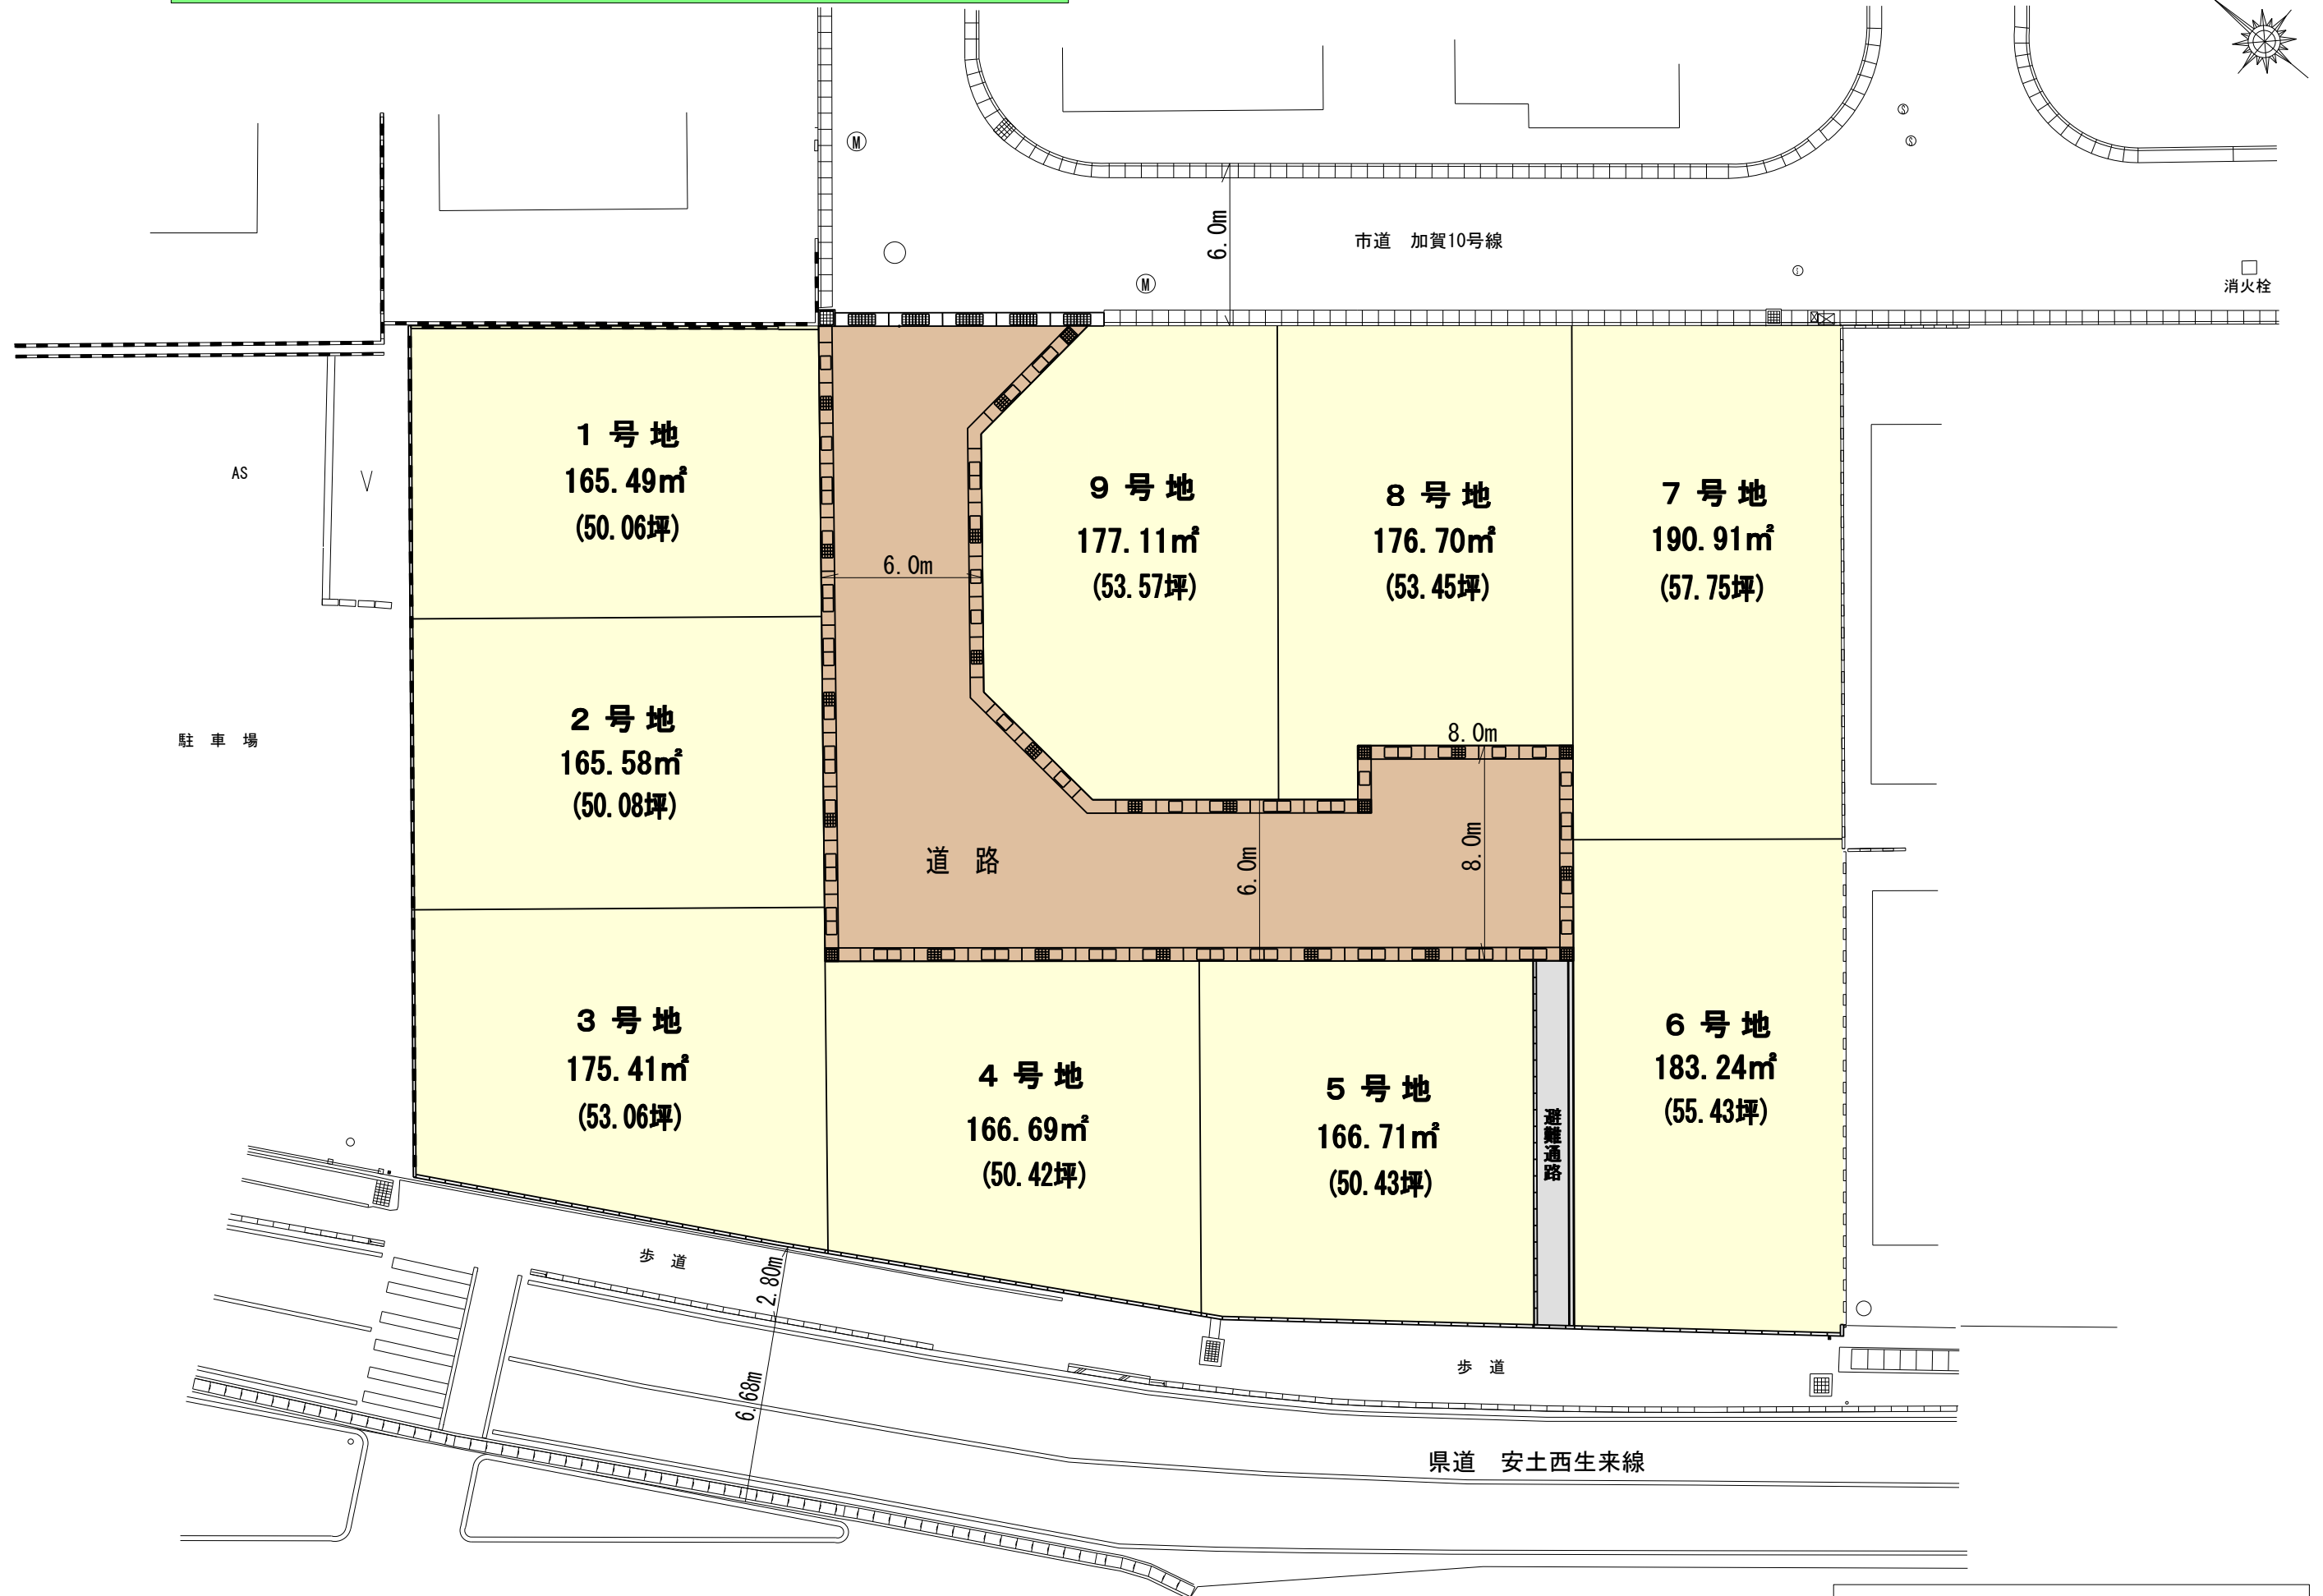 Ⓜ
市道　加賀10号線
6.0m
Ⓜ
消火栓
AS
１号地
165.49㎡
(50.06坪)
９号地
177.11㎡
(53.57坪)
８号地
176.70㎡
(53.45坪)
７号地
190.91㎡
(57.75坪)
6.0m
駐車場
２号地
165.58㎡
(50.08坪)
8.0m
8.0m
6.0m
道路
３号地
175.41㎡
(53.06坪)
４号地
166.69㎡
(50.42坪)
５号地
166.71㎡
(50.43坪)
避難通路
６号地
183.24㎡
(55.43坪)
歩道
2.80m
6.68m
歩道
県道　安土西生来線